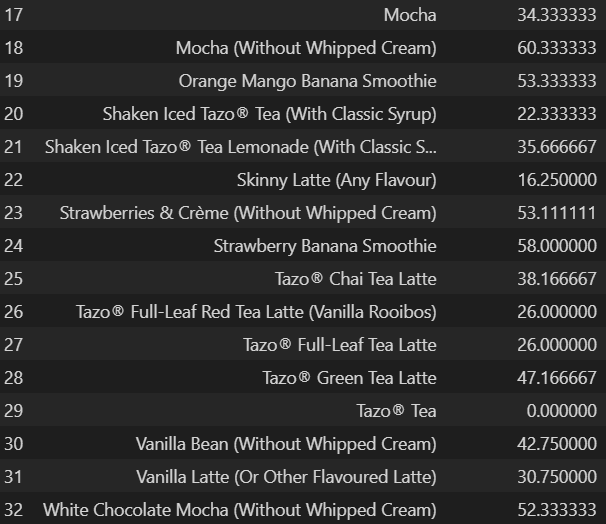 17 Mocha 34.333333
18 Mocha (Without Whipped Cream) 60.333333
19 Orange Mango Banana Smoothie 53.333333
20 Shaken Iced Tazo® Tea (With Classic Syrup) 22.333333
21 Shaken Iced Tazo® Tea Lemonade (With Classic S... 35.666667
22 Skinny Latte (Any Flavour) 16.250000
23 Strawberries & Crème (Without Whipped Cream) 53.111111
24 Strawberry Banana Smoothie 58.000000
25 Tazo® Chai Tea Latte 38.166667
26 Tazo® Full-Leaf Red Tea Latte (Vanilla Rooibos) 26.000000
27 Tazo® Full-Leaf Tea Latte 26.000000
28 Tazo® Green Tea Latte 47.166667
29 Tazo® Tea 0.000000
30 Vanilla Bean (Without Whipped Cream) 42.750000
31 Vanilla Latte (Or Other Flavoured Latte) 30.750000
32 White Chocolate Mocha (Without Whipped Cream) 52.333333